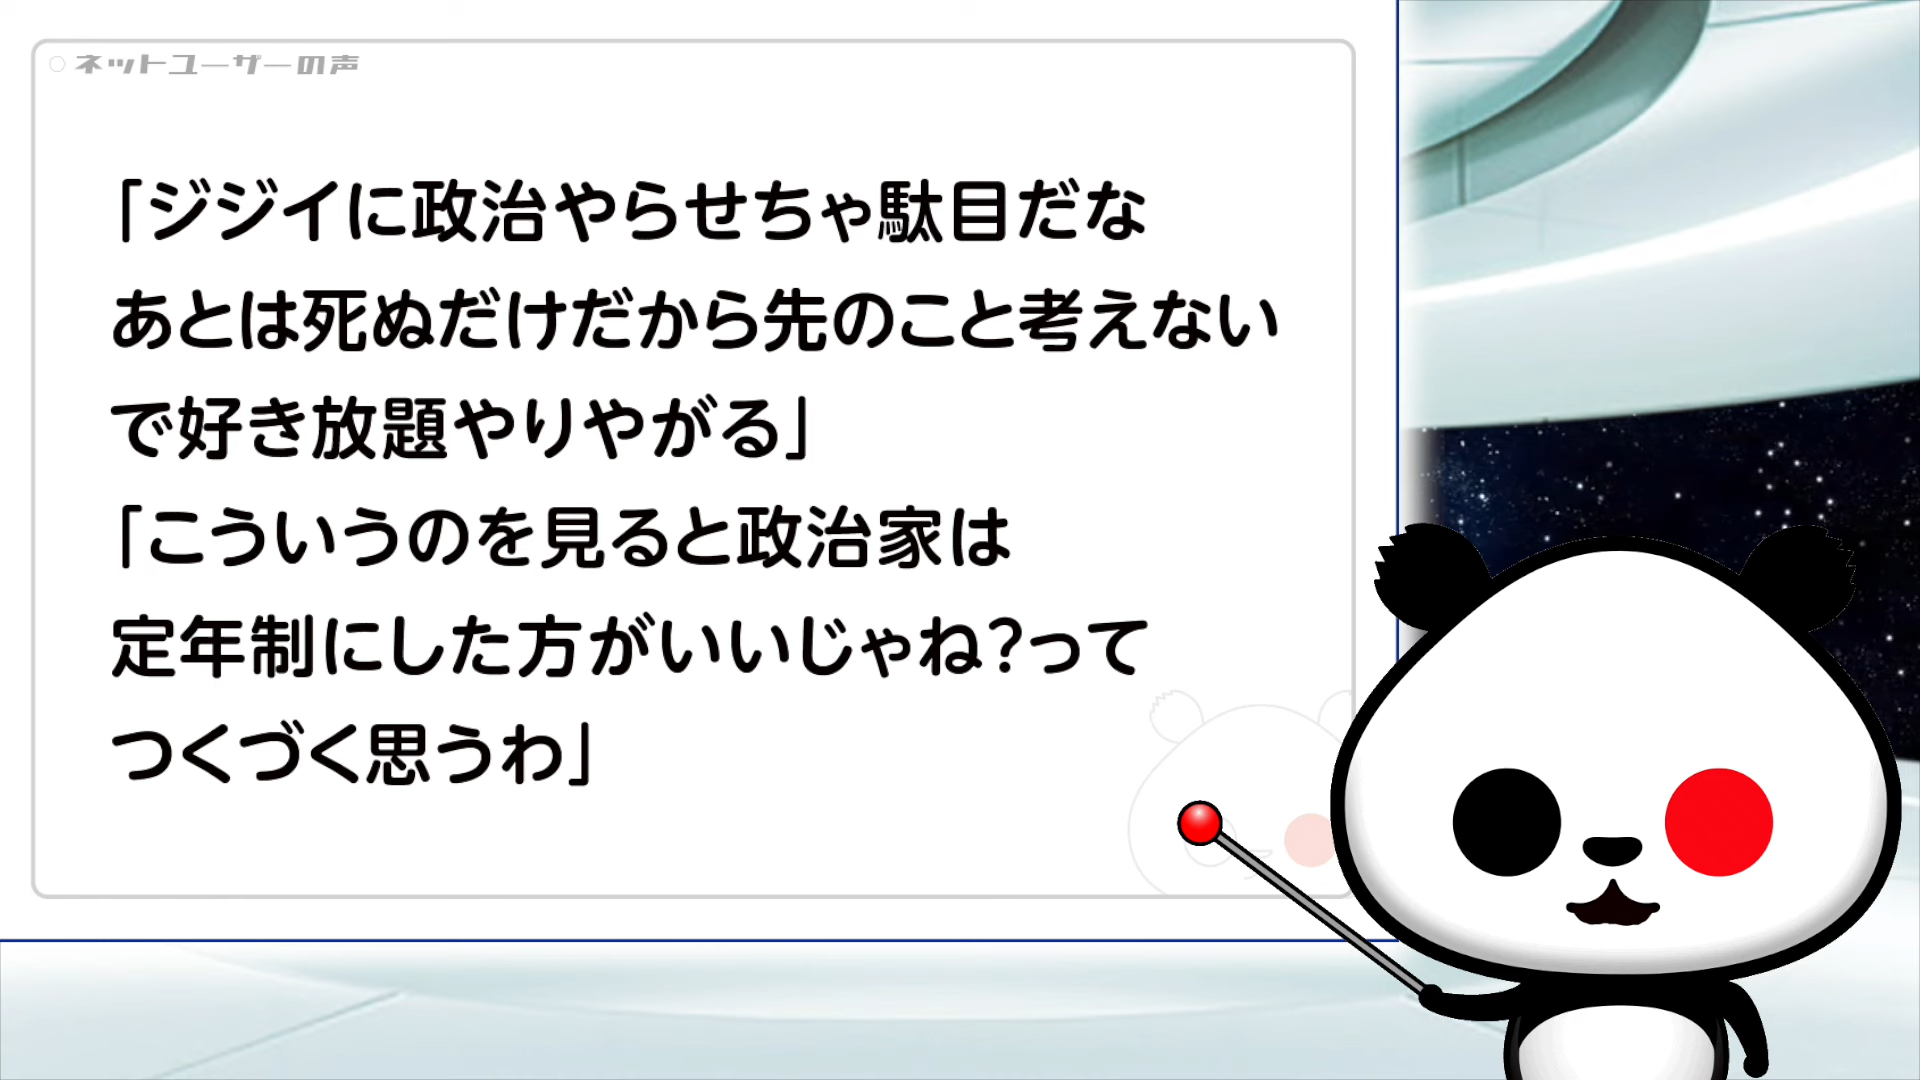 ネットユーザーの声
「ジジイに政治やらせちゃ駄目だな
あとは死ぬだけだから先のこと考えない
で好き放題やりやがる」
「こういうのを見ると政治家は
定年制にした方がいいじゃね？って
つくづく思うわ」